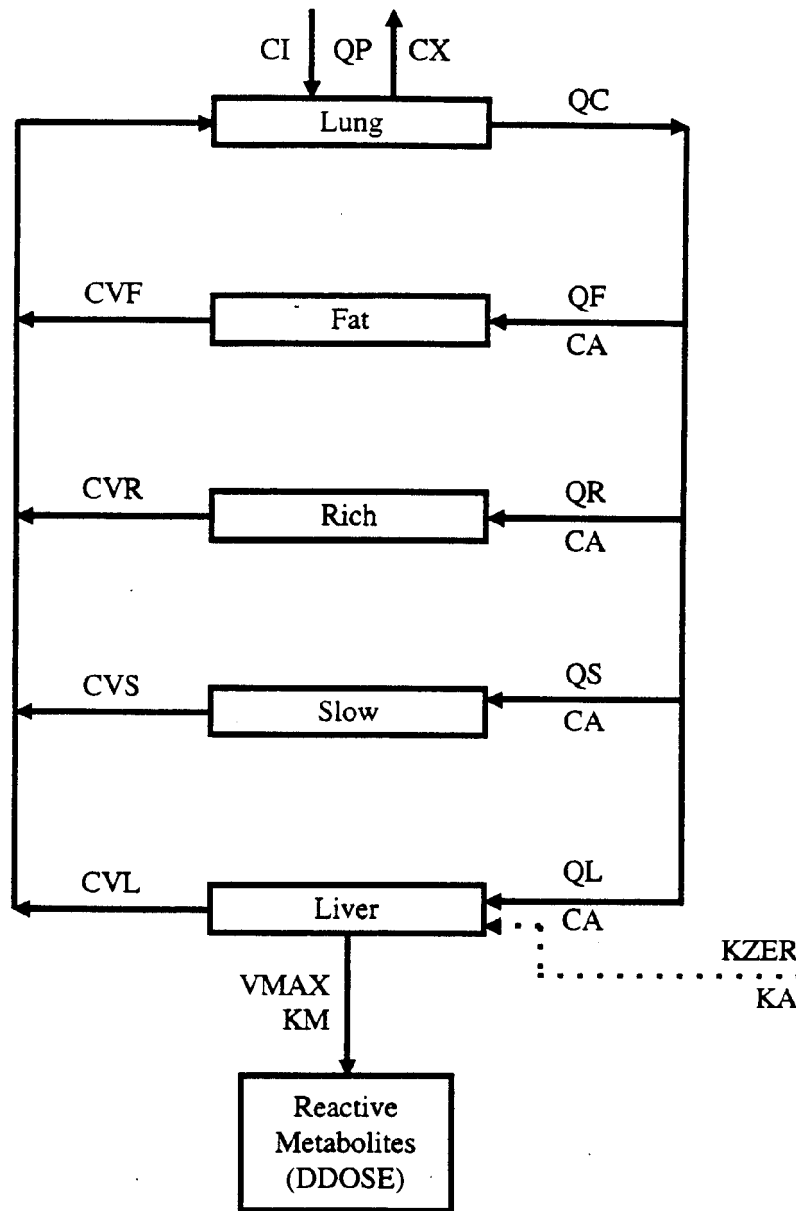 CI QP CX
Lung
QC
CVF
Fat
QF
CA
CVR
Rich
QR
CA
CVS
Slow
QS
CA
CVL
Liver
QL
CA
KZER
KA
VMAX
KM
Reactive
Metabolites
(DDOSE)